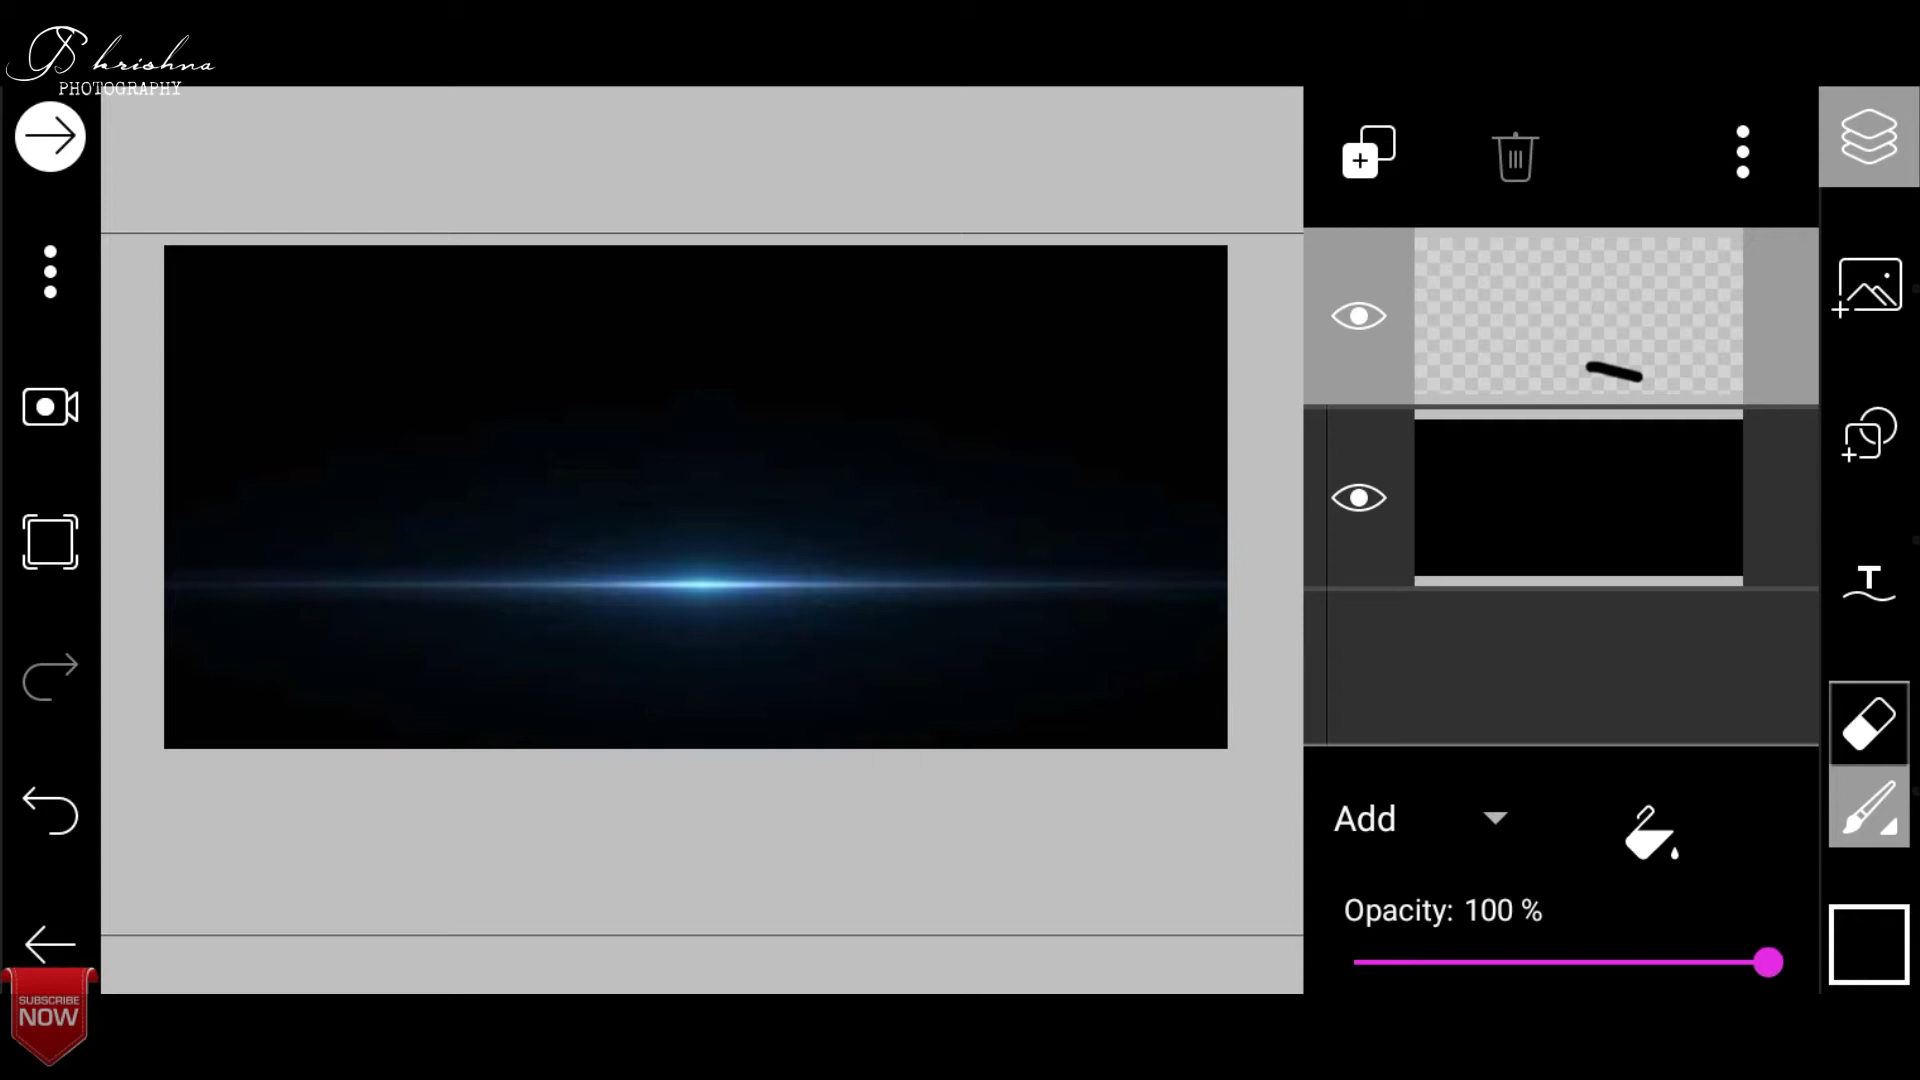 B krishna
PHOTOGRAPHY
T
Add
Opacity: 100 %
SUBSCRIBE
NOW